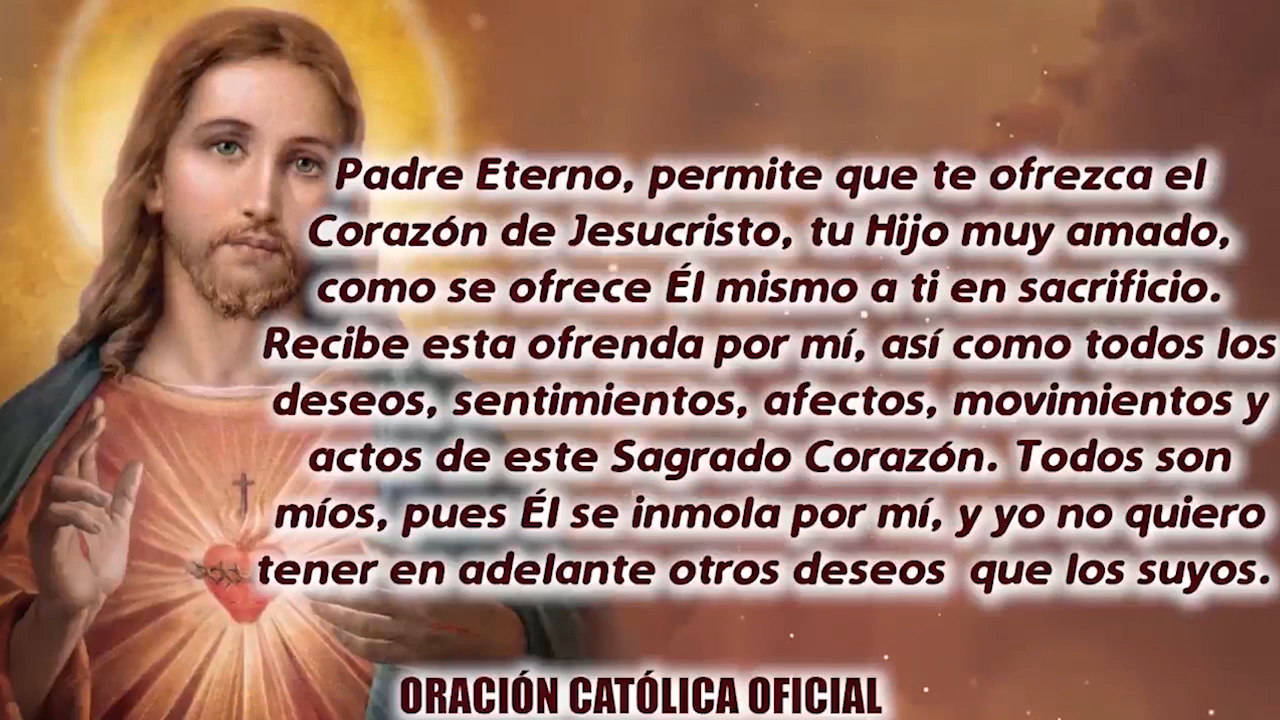 Padre Eterno, permite que te ofrezca el
Corazón de Jesucristo, tu Hijo muy amado,
como se ofrece Él mismo a ti en sacrificio.
Recibe esta ofrenda por mí, así como todos los
deseos, sentimientos, afectos, movimientos y
actos de este Sagrado Corazón. Todos son
míos, pues Él se inmola por mí, y yo no quiero
tener en adelante otros deseos que los suyos.
ORACIÓN CATÓLICA OFICIAL